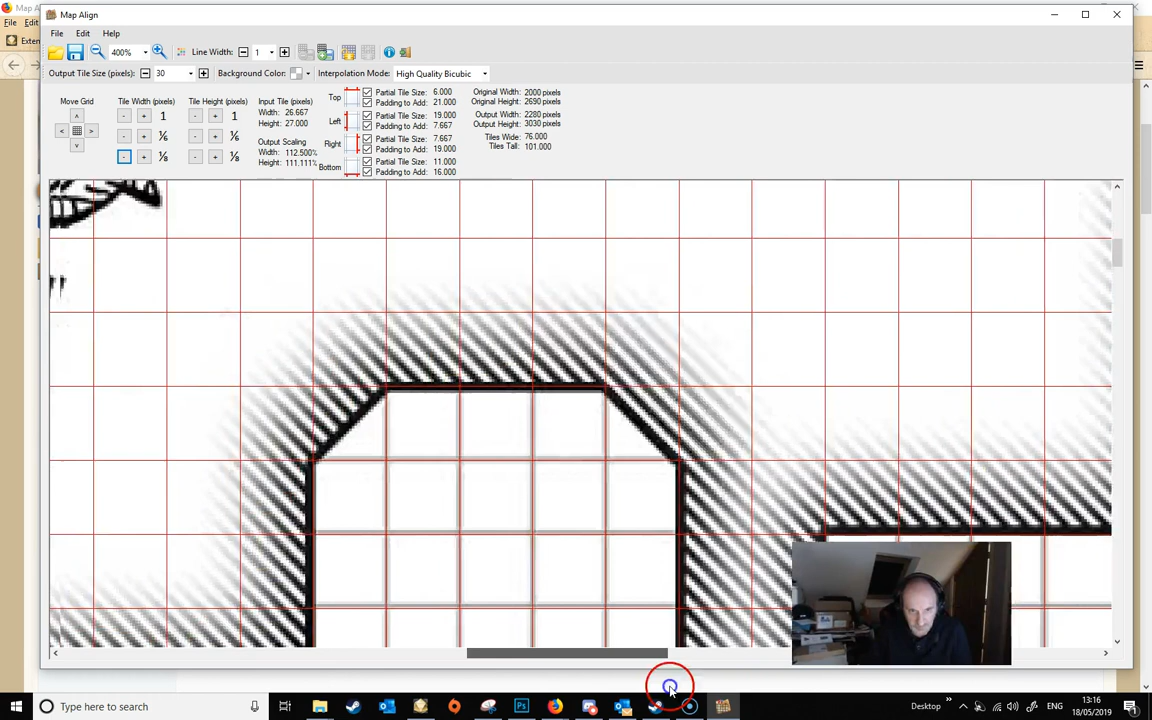 Map Align
File Edit Help
400% Line Width: 1
Output Tile Size (pixels): 30 Background Color: Interpolation Mode: High Quality Bicubic
Move Grid Tile Width (pixels) Tile Height (pixels) Input Tile (pixels) Top Partial Tile Size: 6.000 Original Width: 2000 pixels
- + 1 - + 1 Width: 26.667 Padding to Add: 21.000 Original Height: 2690 pixels
< > Height: 27.000 Left Partial Tile Size: 19.000 Output Width: 2280 pixels
- + ⅙ - + ⅙ Output Scaling Padding to Add: 7.667 Output Height: 3030 pixels
Width: 112.500% Right Partial Tile Size: 7.667 Tiles Wide: 76.000
- + ⅛ - + ⅛ Height: 111.111% Padding to Add: 19.000 Tiles Tall: 101.000
Bottom Partial Tile Size: 11.000
Padding to Add: 16.000
Type here to search Desktop 13:16
18/05/2019